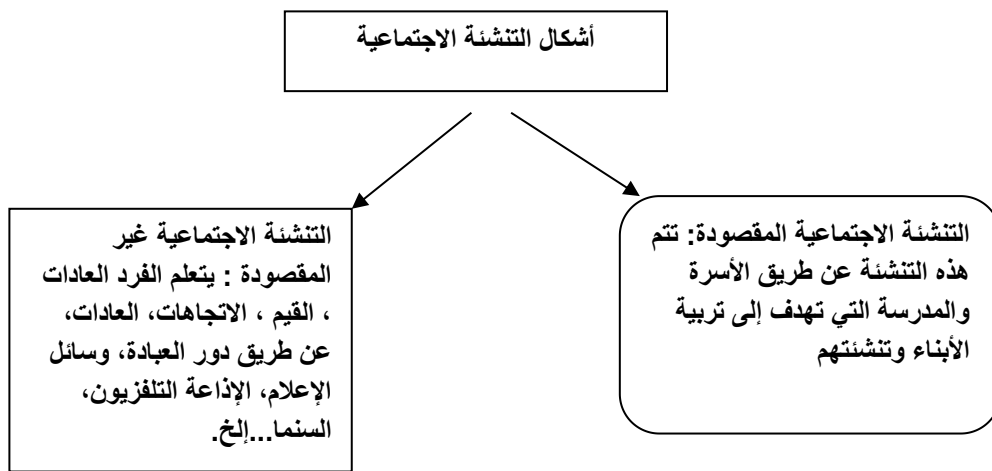 أشكال التنشئة الاجتماعية
التنشئة الاجتماعية المقصودة: تتم
هذه التنشئة عن طريق الأسرة
والمدرسة التي تهدف إلى تربية
الأبناء وتنشئتهم
التنشئة الاجتماعية غير
المقصودة : يتعلم الفرد العادات
، القيم ، الاتجاهات، العادات،
عن طريق دور العبادة، وسائل
الإعلام، الإذاعة التلفزيون،
السنما...إلخ.